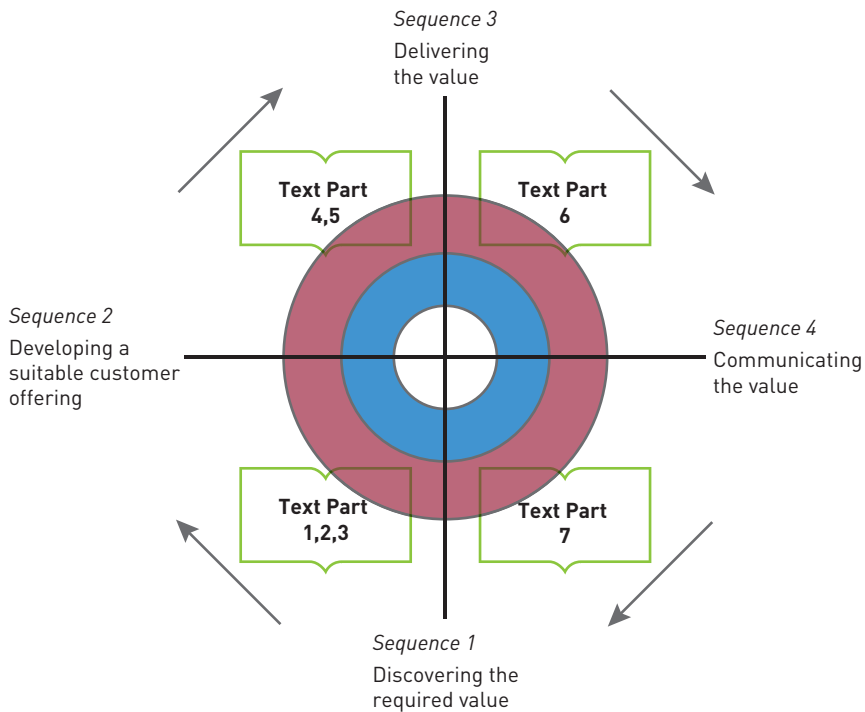 Sequence 3
Delivering
the value
Text Part
4,5
Text Part
6
Sequence 2
Developing a
suitable customer
offering
Sequence 4
Communicating
the value
Text Part
1,2,3
Text Part
7
Sequence 1
Discovering the
required value